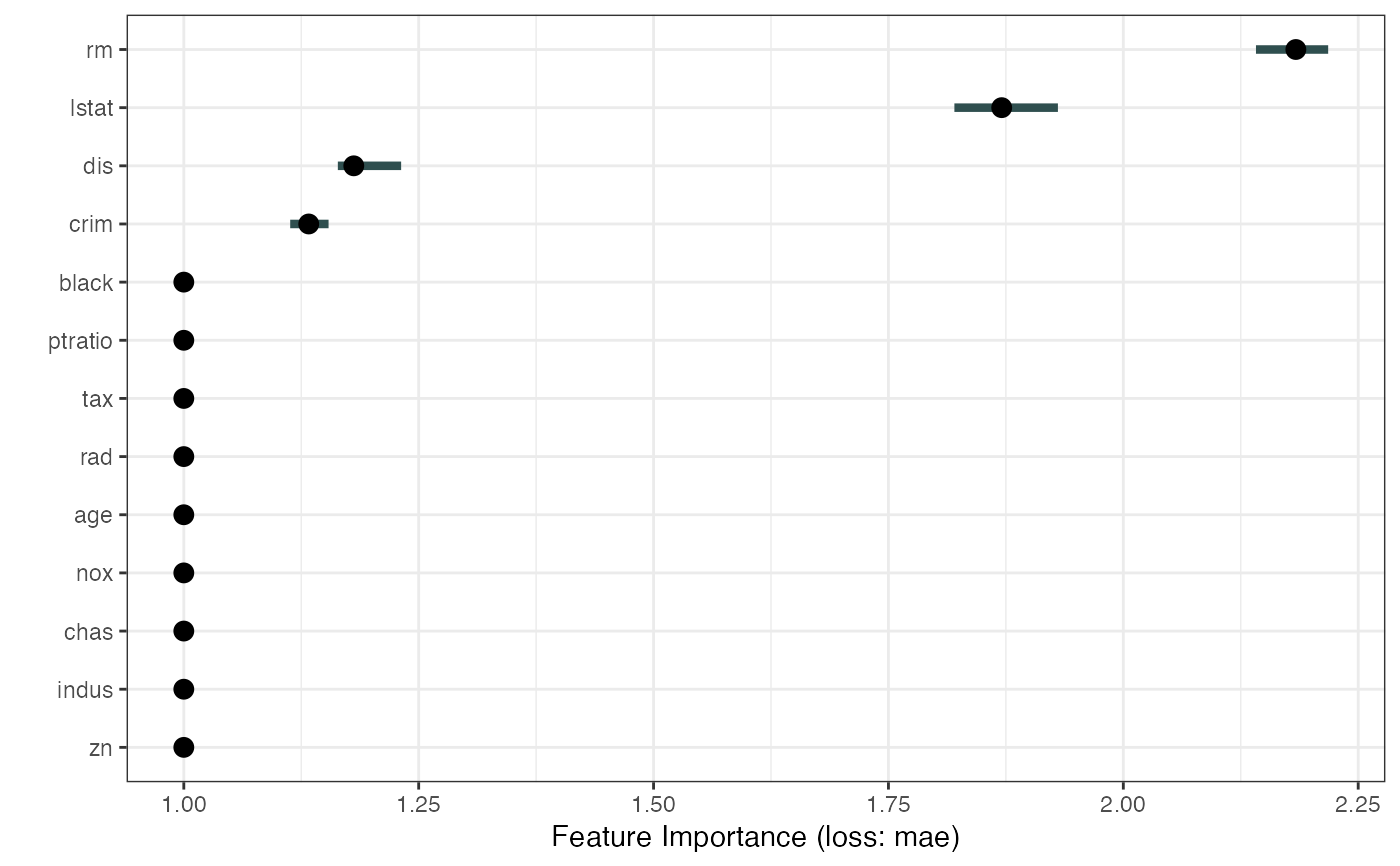 rm
lstat
dis
crim
black
ptratio
tax
rad
age
nox
chas
indus
zn
1.00 1.25 1.50 1.75 2.00 2.25
Feature Importance (loss: mae)